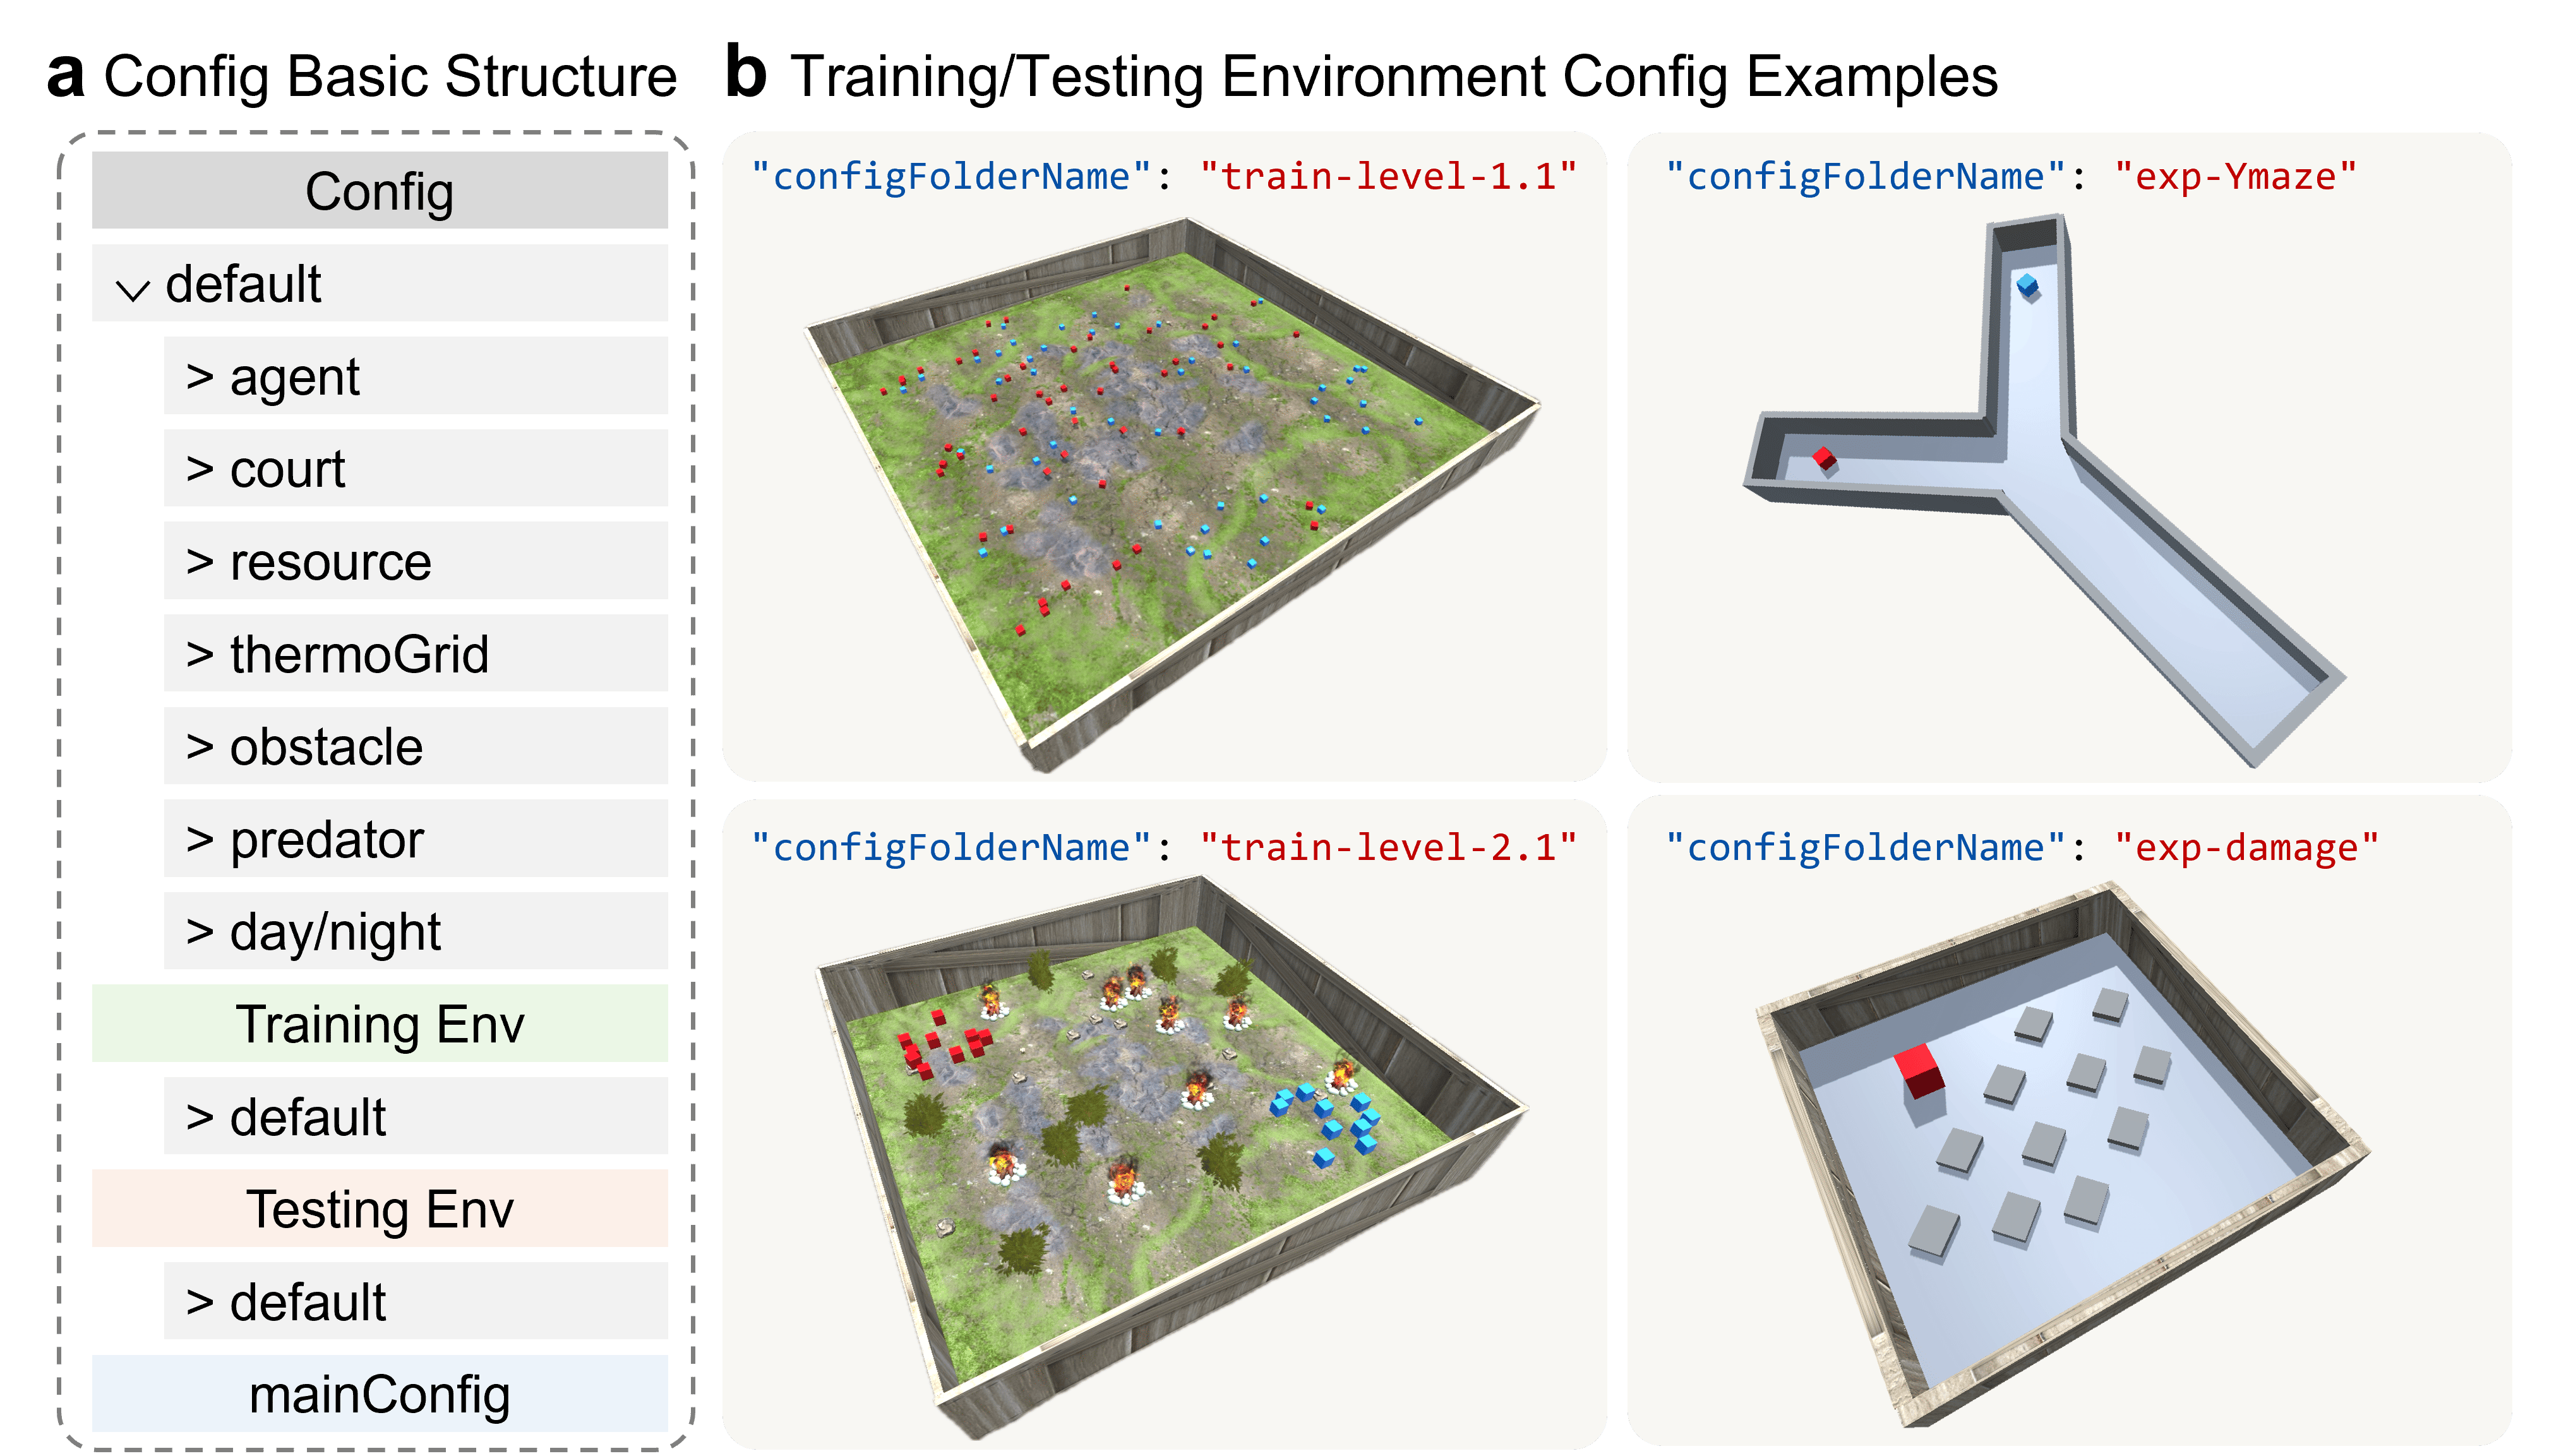 a Config Basic Structure
Config
default
> agent
> court
> resource
> thermoGrid
> obstacle
> predator
> day/night
Training Env
> default
Testing Env
> default
mainConfig
b Training/Testing Environment Config Examples
"configFolderName": "train-level-1.1"
"configFolderName": "exp-Ymaze"
"configFolderName": "train-level-2.1"
"configFolderName": "exp-damage"